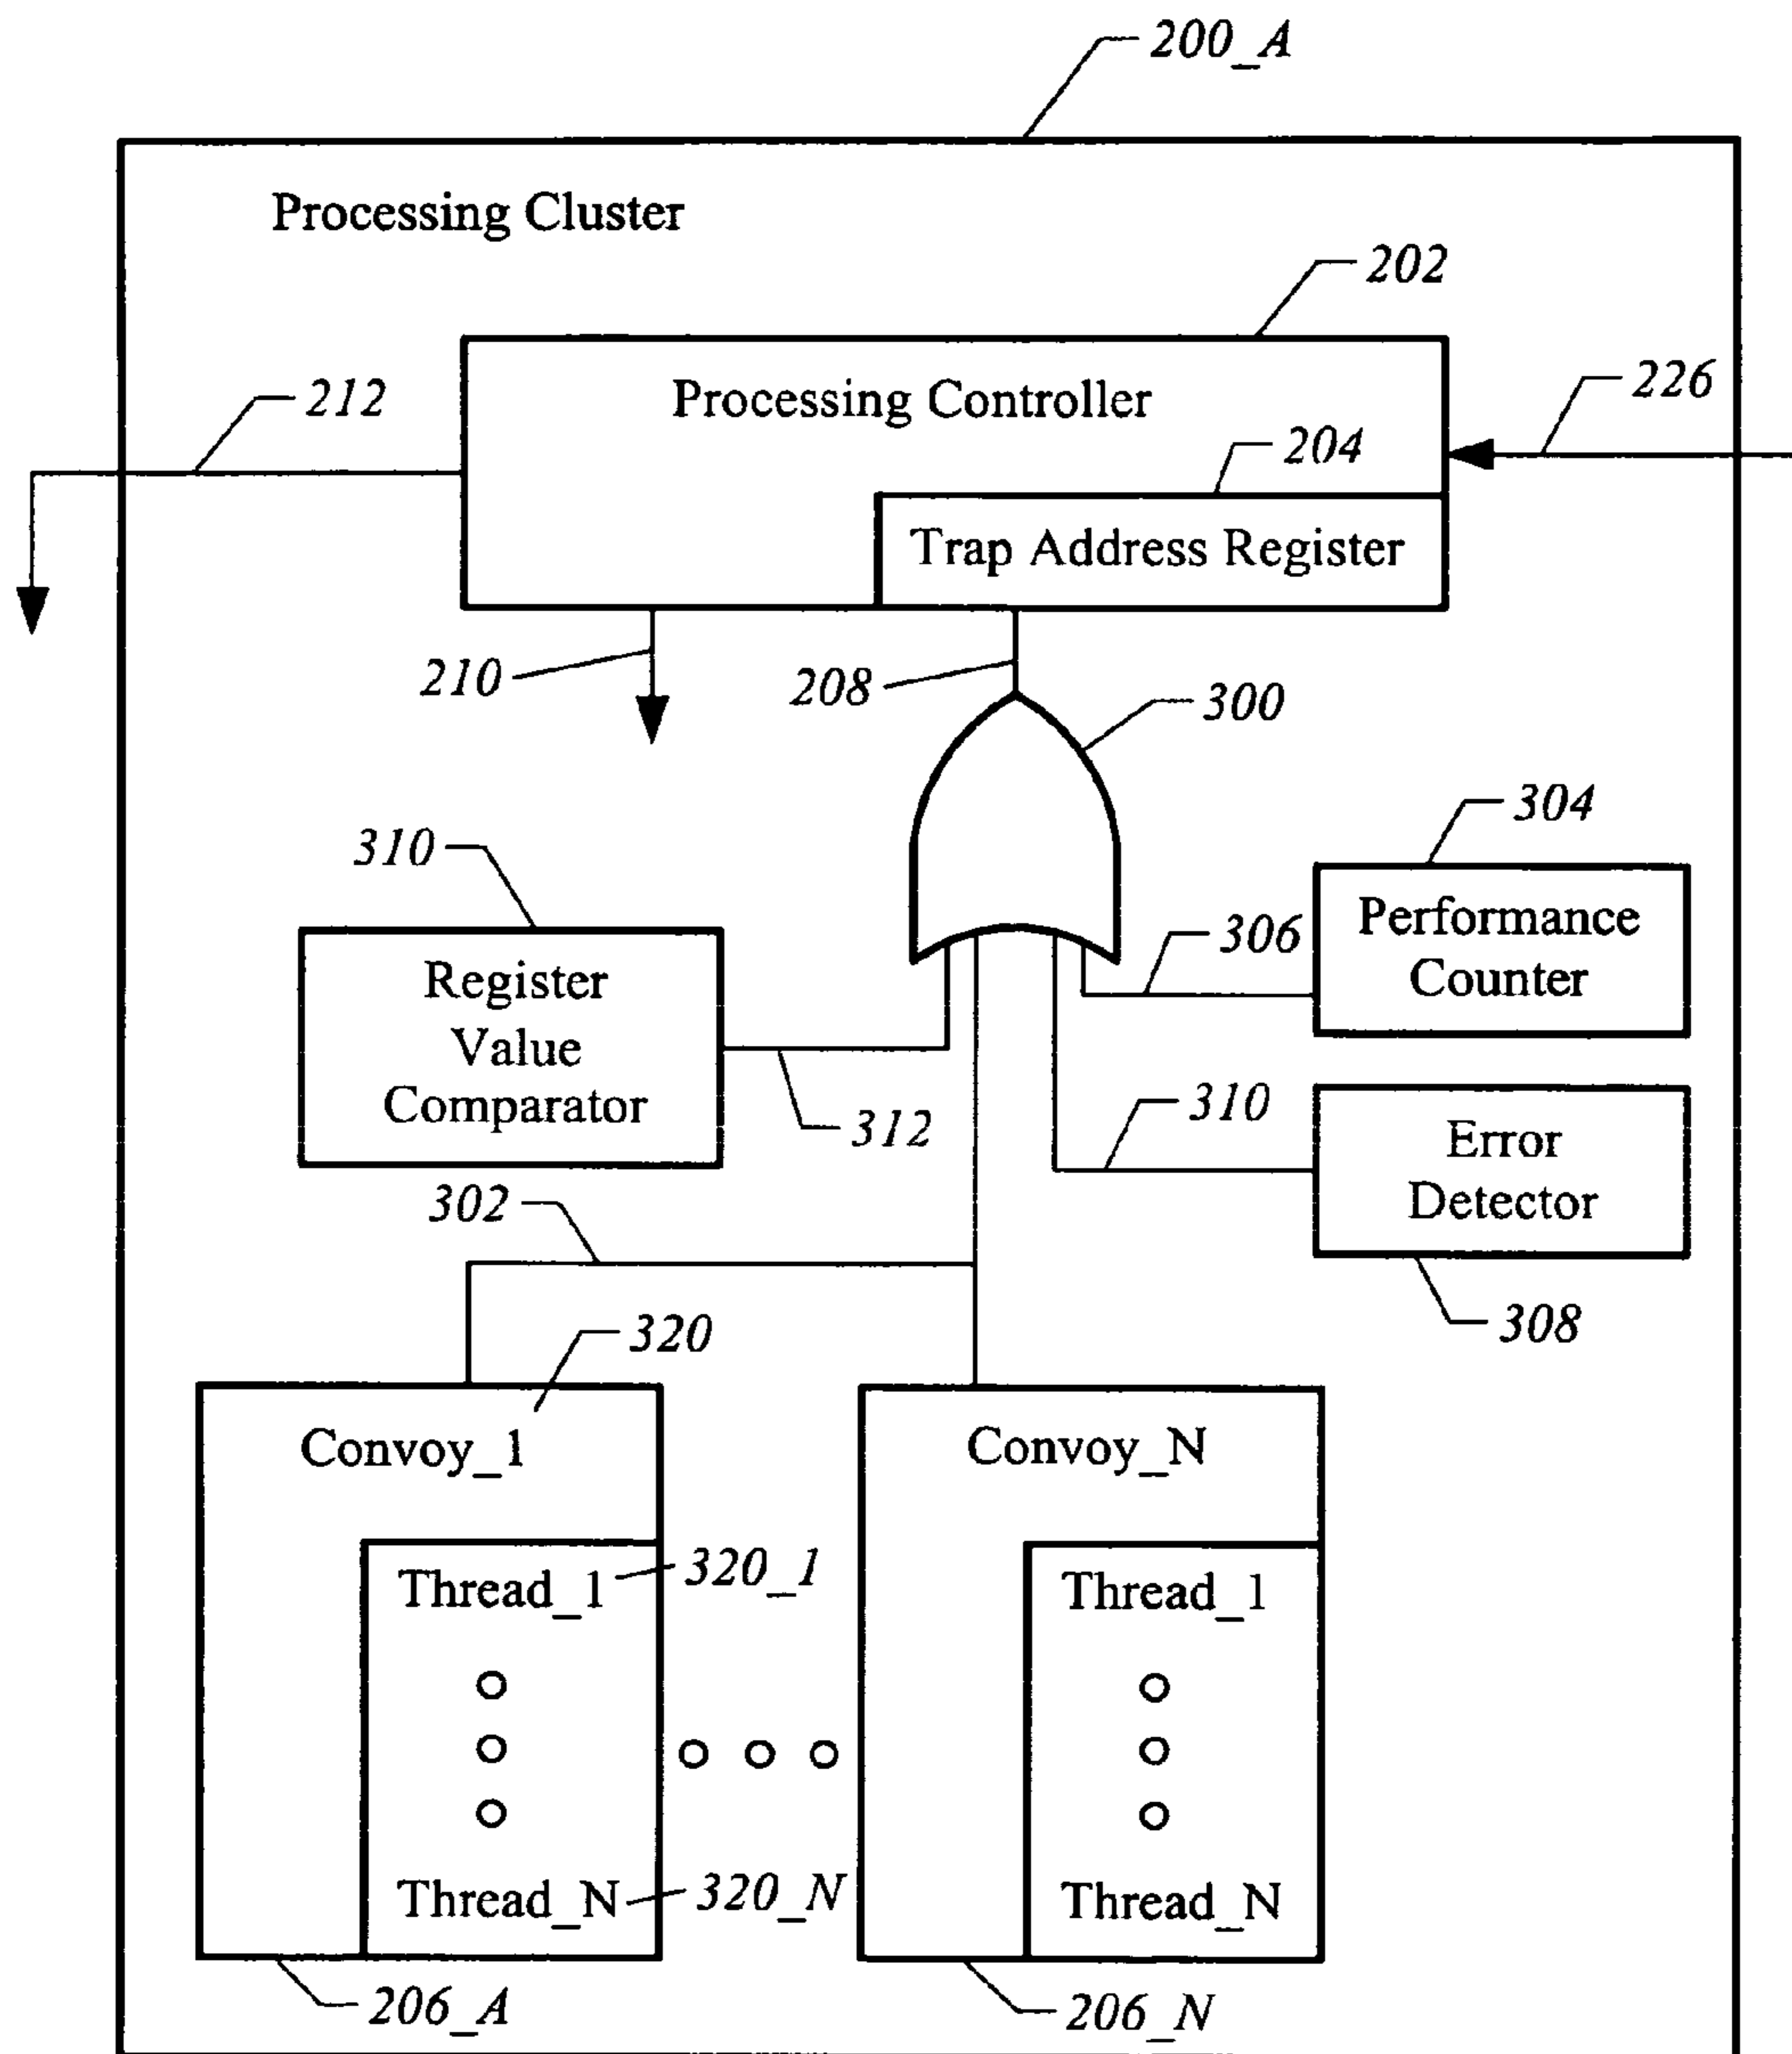 200_A
Processing Cluster
202
212
Processing Controller
226
204
Trap Address Register
210
208
300
304
310
Performance
Counter
306
Register
Value
Comparator
312
310
Error
Detector
302
308
320
Convoy_1
Convoy_N
Thread_1
320_1
Thread_1
Thread_N
320_N
Thread_N
206_A
206_N